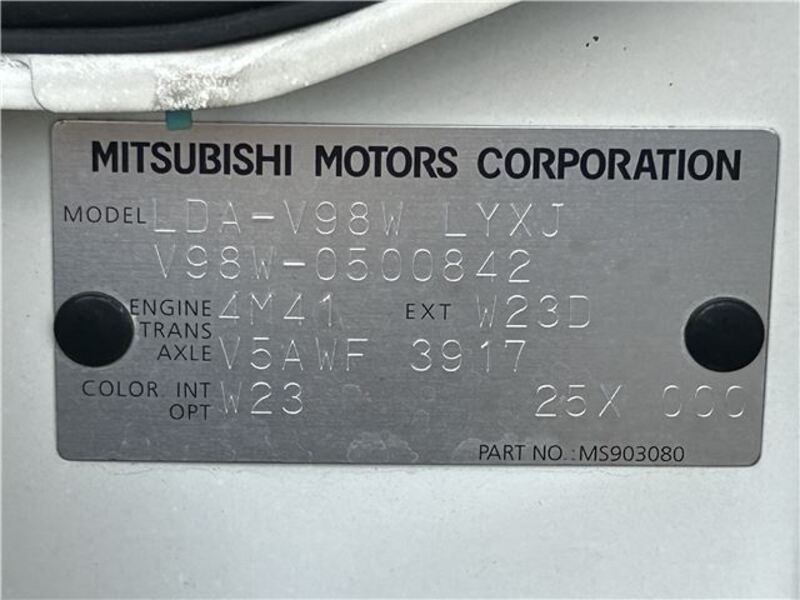 MITSUBISHI MOTORS CORPORATION
MODEL LDA-V98W LYXJ
V98W-0500842
ENGINE 4M41 EXT W23D
TRANS
AXLE V5AWF 3917
COLOR INT W23 25X 000
OPT
PART NO.:MS903080